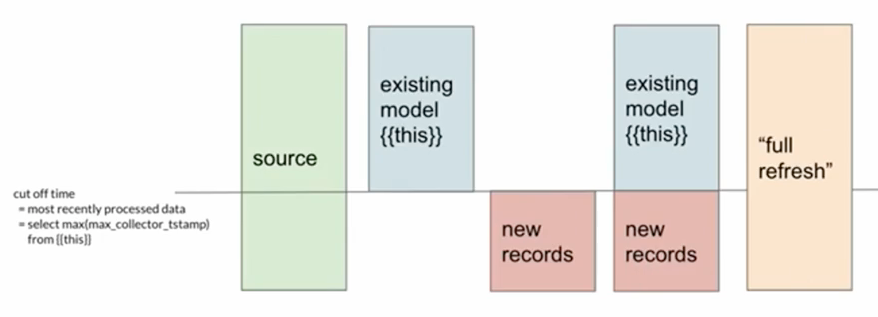 source
existing
model
{{this}}
existing
model
{{this}}
“full
refresh”
cut off time
= most recently processed data
= select max(max_collector_tstamp)
from {{this}}
new
records
new
records